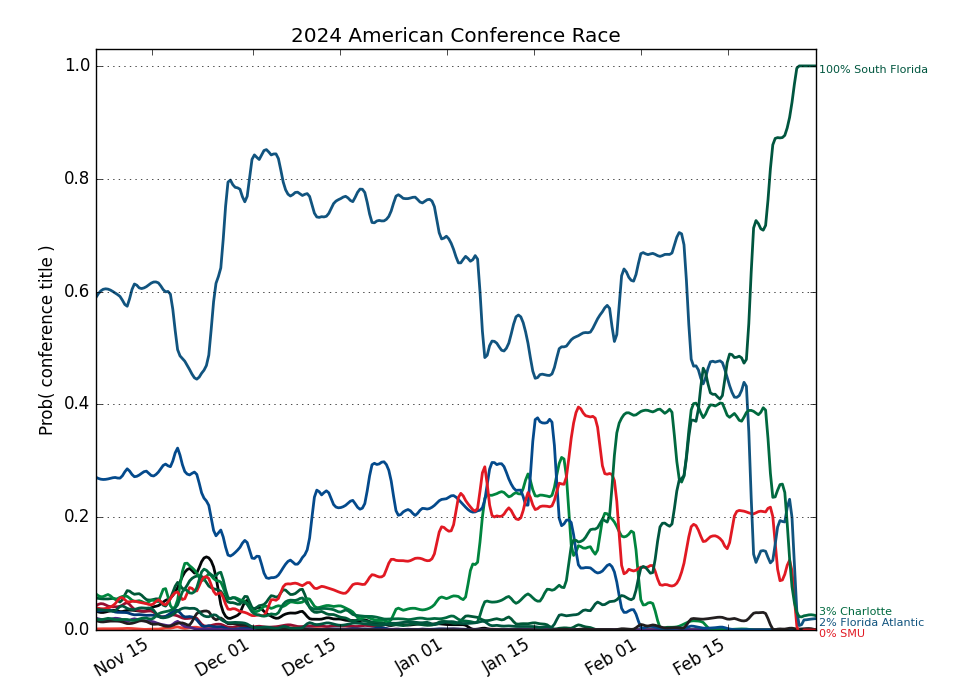 2024 American Conference Race
1.0
100% South Florida
0.8
0.6
Prob( conference title )
0.4
0.2
3% Charlotte
2% Florida Atlantic
0% SMU
0.0
Nov 15
Dec 01
Dec 15
Jan 01
Jan 15
Feb 01
Feb 15